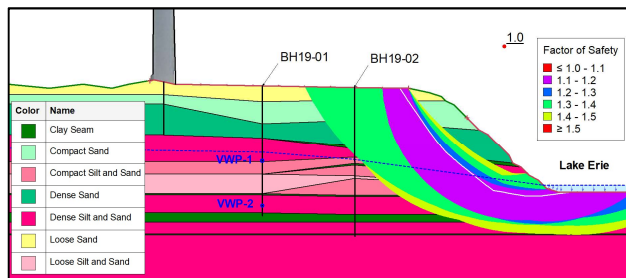 1.0
BH19-01
BH19-02
Factor of Safety
≤ 1.0 - 1.1
1.1 - 1.2
1.2 - 1.3
1.3 - 1.4
1.4 - 1.5
≥ 1.5
Lake Erie
Color Name
Clay Seam
Compact Sand
Compact Silt and Sand
Dense Sand
Dense Silt and Sand
Loose Sand
Loose Silt and Sand
VWP-1
VWP-2